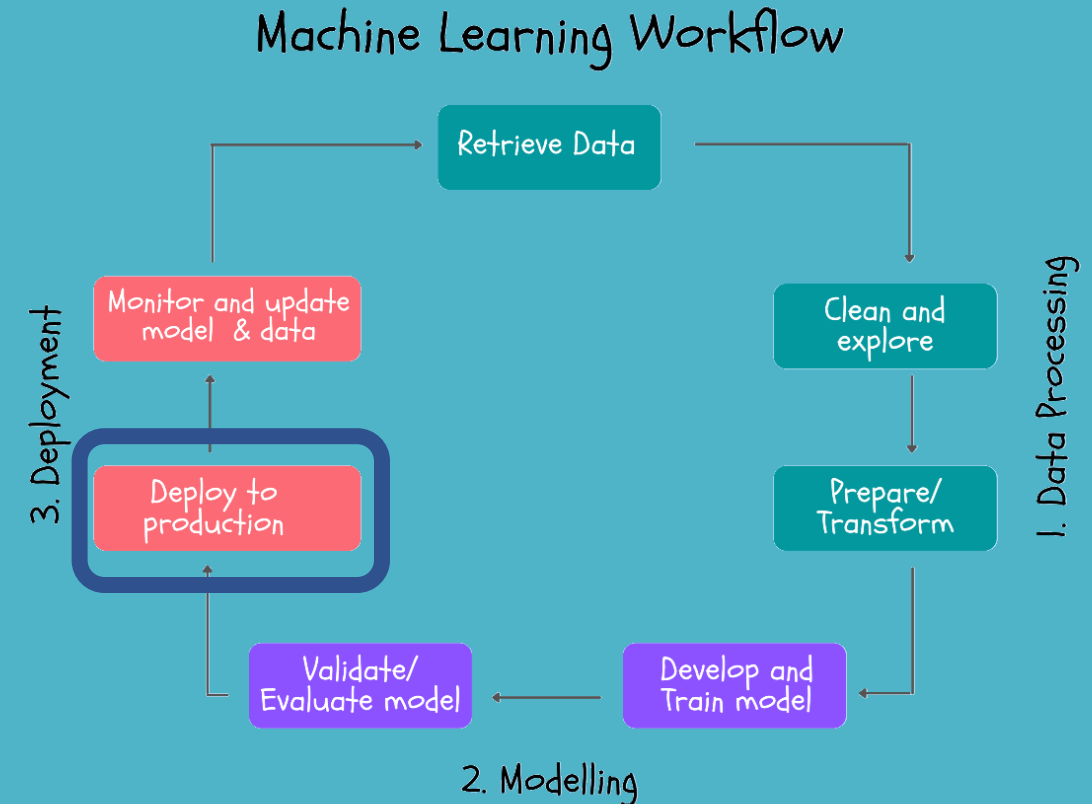 Machine Learning Workflow
Retrieve Data
Clean and
explore
Prepare/
Transform
1. Data Processing
Develop and
Train model
Validate/
Evaluate model
2. Modelling
Deploy to
production
Monitor and update
model & data
3. Deployment